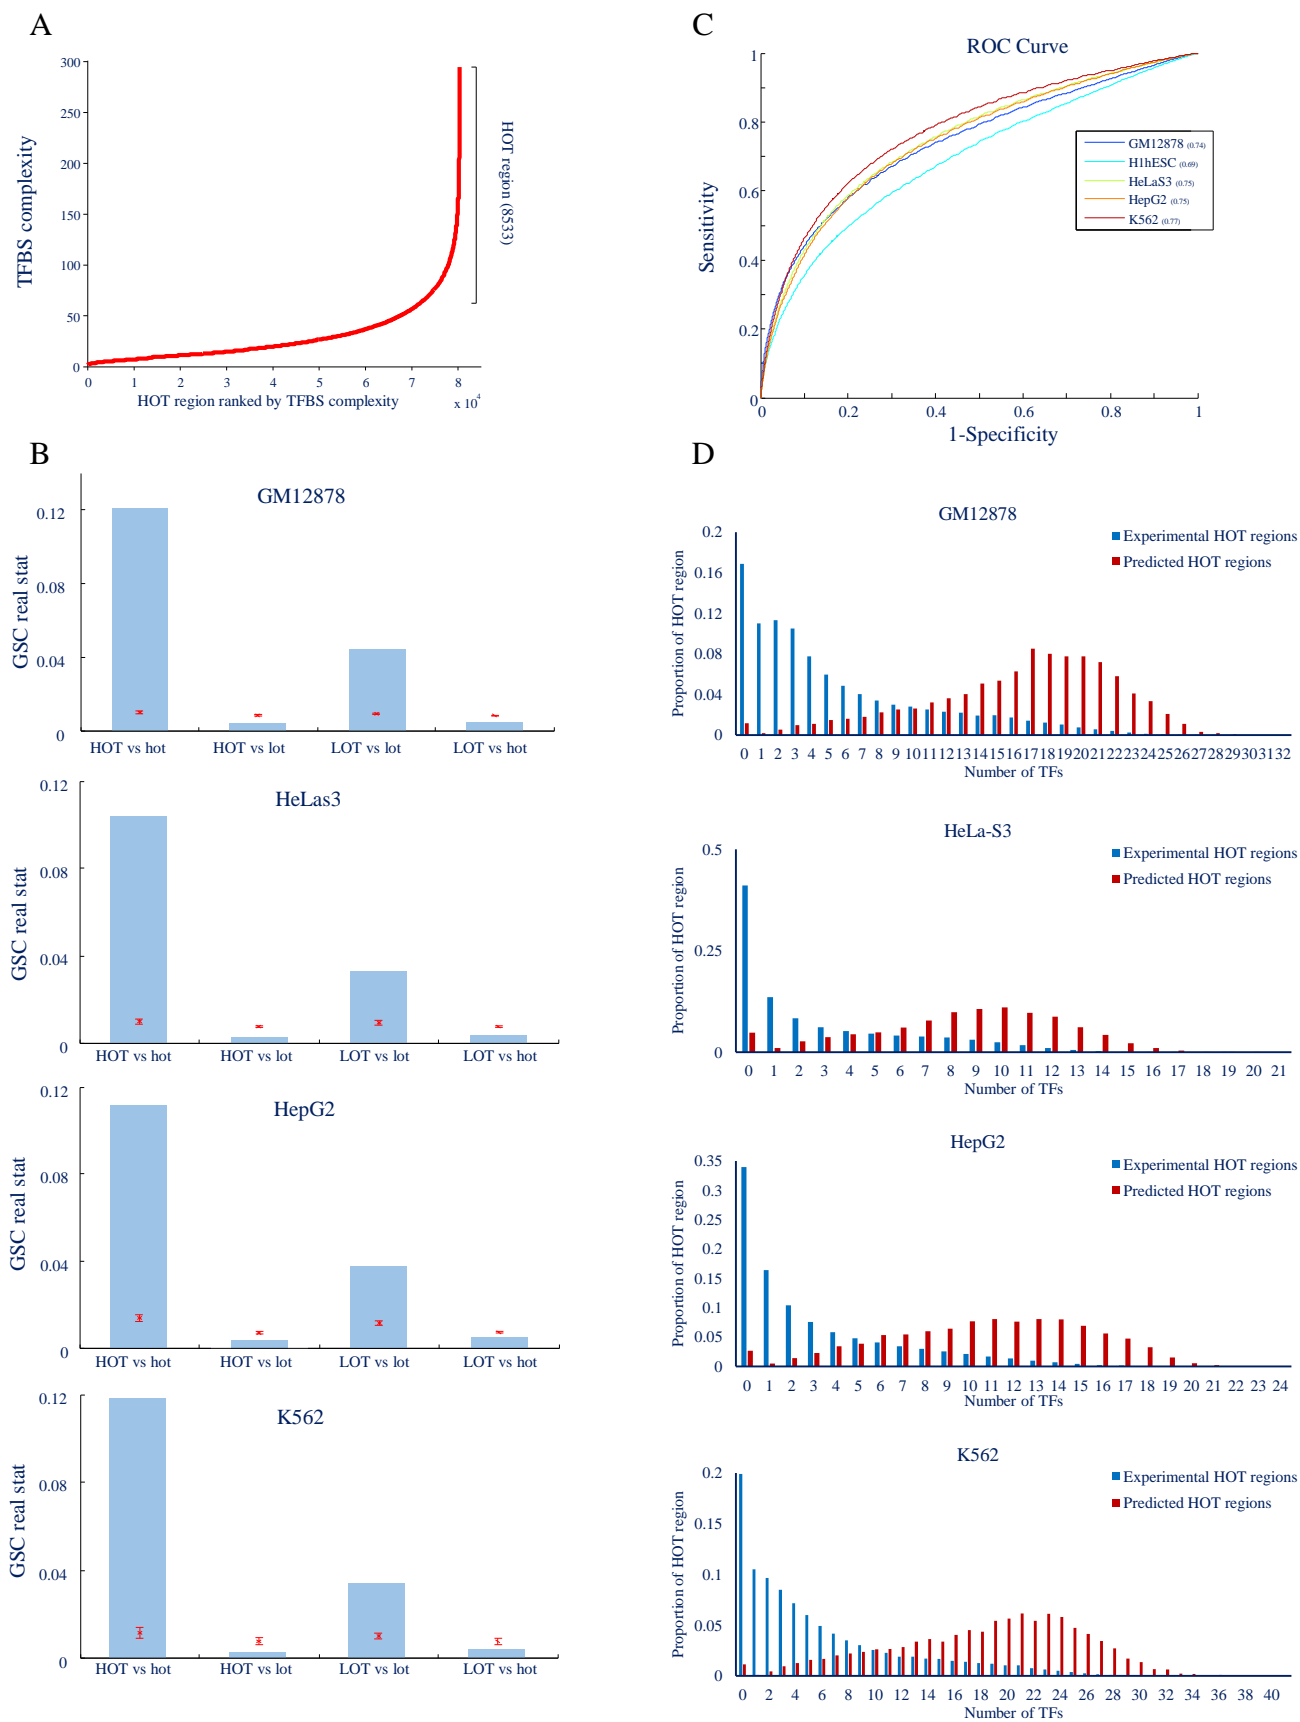 A
300
250
200
150
100
50
0
TFBS complexity
HOT region (8533)
0 1 2 3 4 5 6 7 8
HOT region ranked by TFBS complexity
x 10⁴
C
ROC Curve
1
0.8
0.6
0.4
0.2
0
Sensitivity
GM12878 (0.74)
H1hESC (0.69)
HeLaS3 (0.75)
HepG2 (0.75)
K562 (0.77)
0 0.2 0.4 0.6 0.8 1
1-Specificity
B
GM12878
0.12
0.08
0.04
0
GSC real stat
HOT vs hot HOT vs lot LOT vs lot LOT vs hot
HeLas3
0.12
0.08
0.04
0
GSC real stat
HOT vs hot HOT vs lot LOT vs lot LOT vs hot
HepG2
0.12
0.08
0.04
0
GSC real stat
HOT vs hot HOT vs lot LOT vs lot LOT vs hot
K562
0.12
0.08
0.04
0
GSC real stat
HOT vs hot HOT vs lot LOT vs lot LOT vs hot
D
GM12878
Experimental HOT regions
Predicted HOT regions
0.2
0.16
0.12
0.08
0.04
0
Proportion of HOT region
0 1 2 3 4 5 6 7 8 9 10 11 12 13 14 15 16 17 18 19 20 21 22 23 24 25 26 27 28 29 30 31 32
Number of TFs
HeLa-S3
Experimental HOT regions
Predicted HOT regions
0.5
0.25
0
Proportion of HOT region
0 1 2 3 4 5 6 7 8 9 10 11 12 13 14 15 16 17 18 19 20 21
Number of TFs
HepG2
Experimental HOT regions
Predicted HOT regions
0.35
0.3
0.25
0.2
0.15
0.1
0.05
0
Proportion of HOT region
0 1 2 3 4 5 6 7 8 9 10 11 12 13 14 15 16 17 18 19 20 21 22 23 24
Number of TFs
K562
Experimental HOT regions
Predicted HOT regions
0.2
0.15
0.1
0.05
0
Proportion of HOT region
0 2 4 6 8 10 12 14 16 18 20 22 24 26 28 30 32 34 36 38 40
Number of TFs